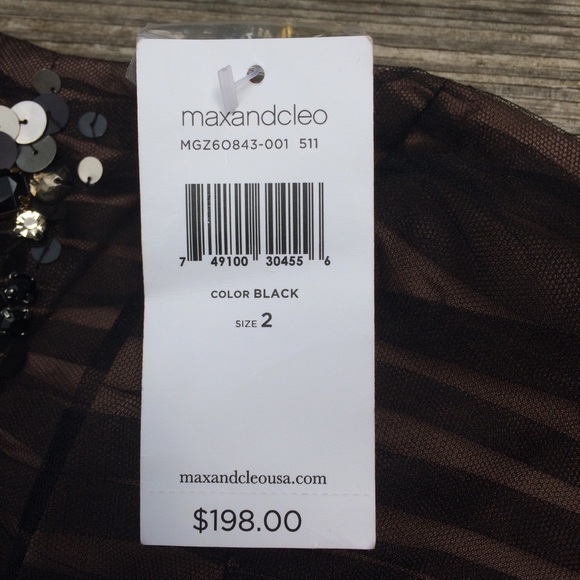 maxandcleo
MGZ60843-001 511
7 49100 30455 6
COLOR BLACK
SIZE 2
maxandcleousa.com
$198.00